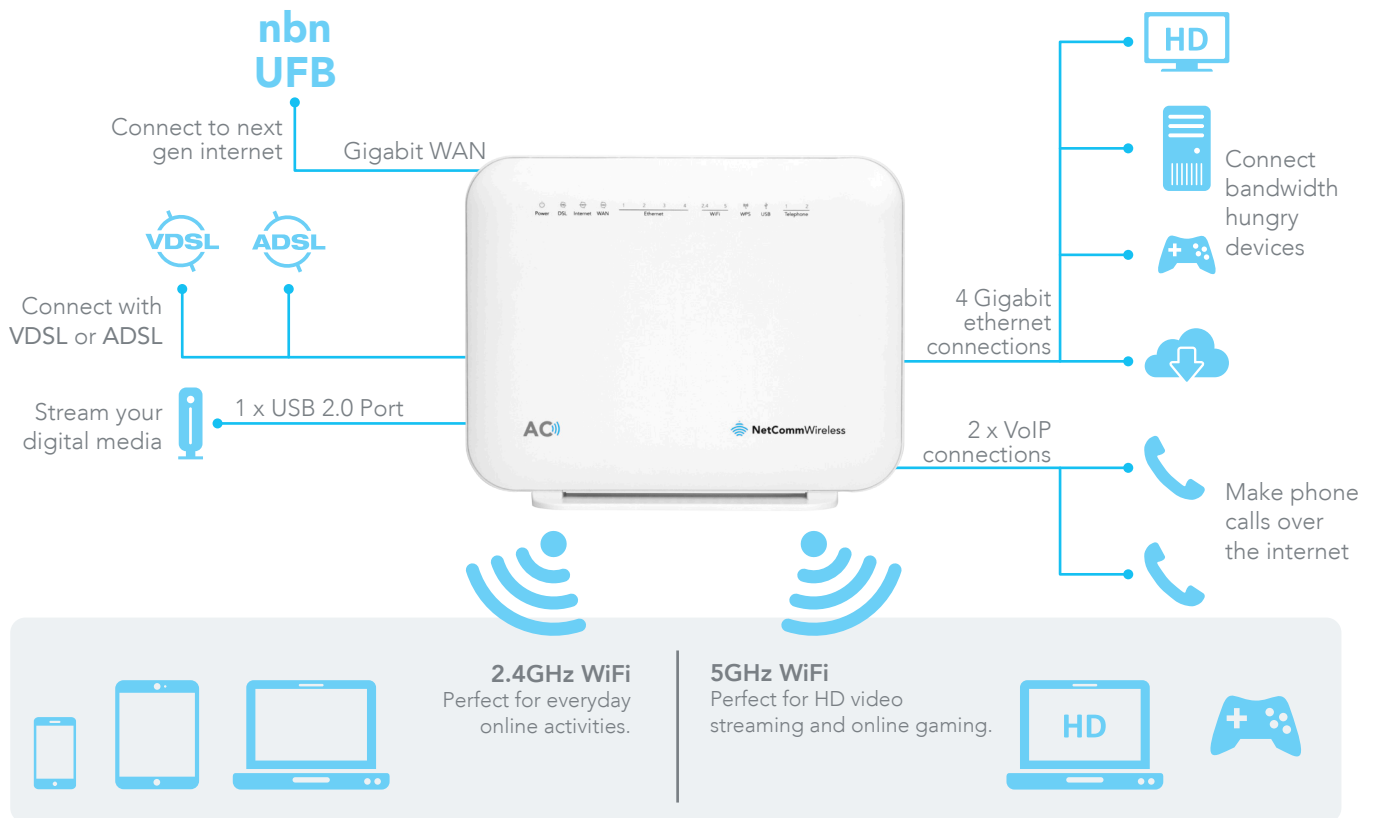 nbn
UFB
Connect to next
gen internet
Gigabit WAN
VDSL
ADSL
Connect with
VDSL or ADSL
Stream your
digital media
1 x USB 2.0 Port
Power DSL Internet WAN 1 2 3 4 Ethernet 2.4 5 WiFi WPS USB 1 2 Telephone
AC
NetCommWireless
HD
Connect
bandwidth
hungry
devices
4 Gigabit
ethernet
connections
2 x VoIP
connections
Make phone
calls over
the internet
2.4GHz WiFi
Perfect for everyday
online activities.
5GHz WiFi
Perfect for HD video
streaming and online gaming.
HD